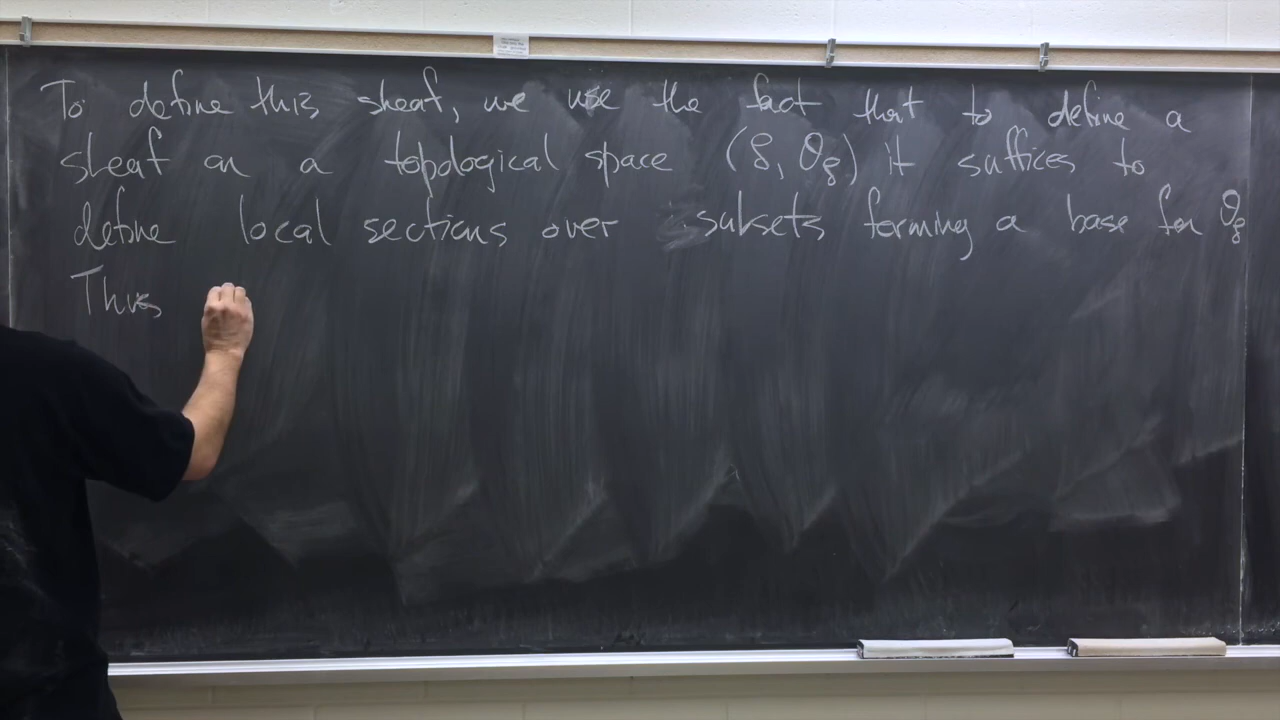 To define this sheaf, we use the fact that to define a
sheaf on a topological space (S, O_S) it suffices to
define local sections over subsets forming a base for O_S
Thus